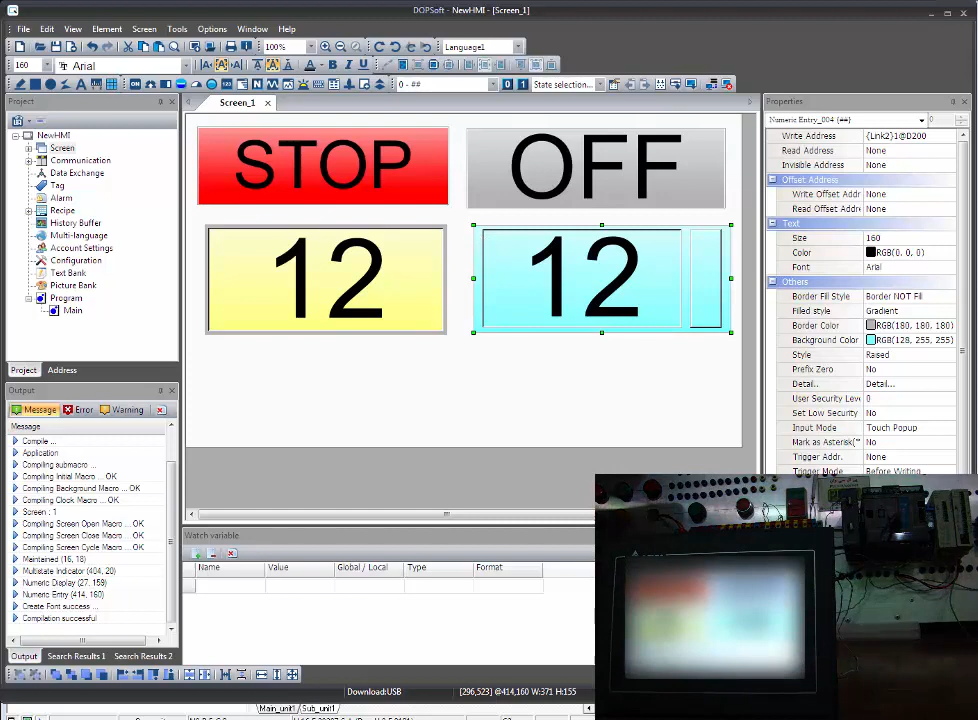 DOPSoft - NewHMI - [Screen_1]
File Edit View Element Screen Tools Options Window Help
100% Language1
160 Arial
0 - ## 0 1 State selection...
Project
NewHMI
Screen
Communication
Data Exchange
Tag
Alarm
Recipe
History Buffer
Multi-language
Account Settings
Configuration
Text Bank
Picture Bank
Program
Main
Project Address
Screen_1
STOP
OFF
12
12
Properties
Numeric Entry_004 {==} 0
Write Address {Link2}1@D200
Read Address None
Invisible Address None
Offset Address
Write Offset Addr None
Read Offset Addr None
Text
Size 160
Color RGB(0, 0, 0)
Font Arial
Others
Border Fill Style Border NOT Fil
Filled style Gradient
Border Color RGB(180, 180, 180)
Background Color RGB(128, 255, 255)
Style Raised
Prefix Zero No
Detail.. Detail...
User Security Leve 0
Set Low Security No
Input Mode Touch Popup
Mark as Asterisk(" No
Trigger Addr. None
Trigger Mode Before Writing
Output
Message Error Warning
Message
Compile ...
Application
Compiling submacro ...
Compiling Initial Macro ... OK
Compiling Background Macro ... OK
Compiling Clock Macro ... OK
Screen : 1
Compiling Screen Open Macro ... OK
Compiling Screen Close Macro ... OK
Compiling Screen Cycle Macro ... OK
Maintained (16, 18)
Multistate Indicator (404, 20)
Numeric Display (27, 159)
Numeric Entry (414, 160)
Create Font success ...
Compilation successful
Output Search Results 1 Search Results 2
Watch variable
Name Value Global / Local Type Format
Download:USB [296,523] @414,160 W:371 H:155
Main_unit1 Sub_unit1